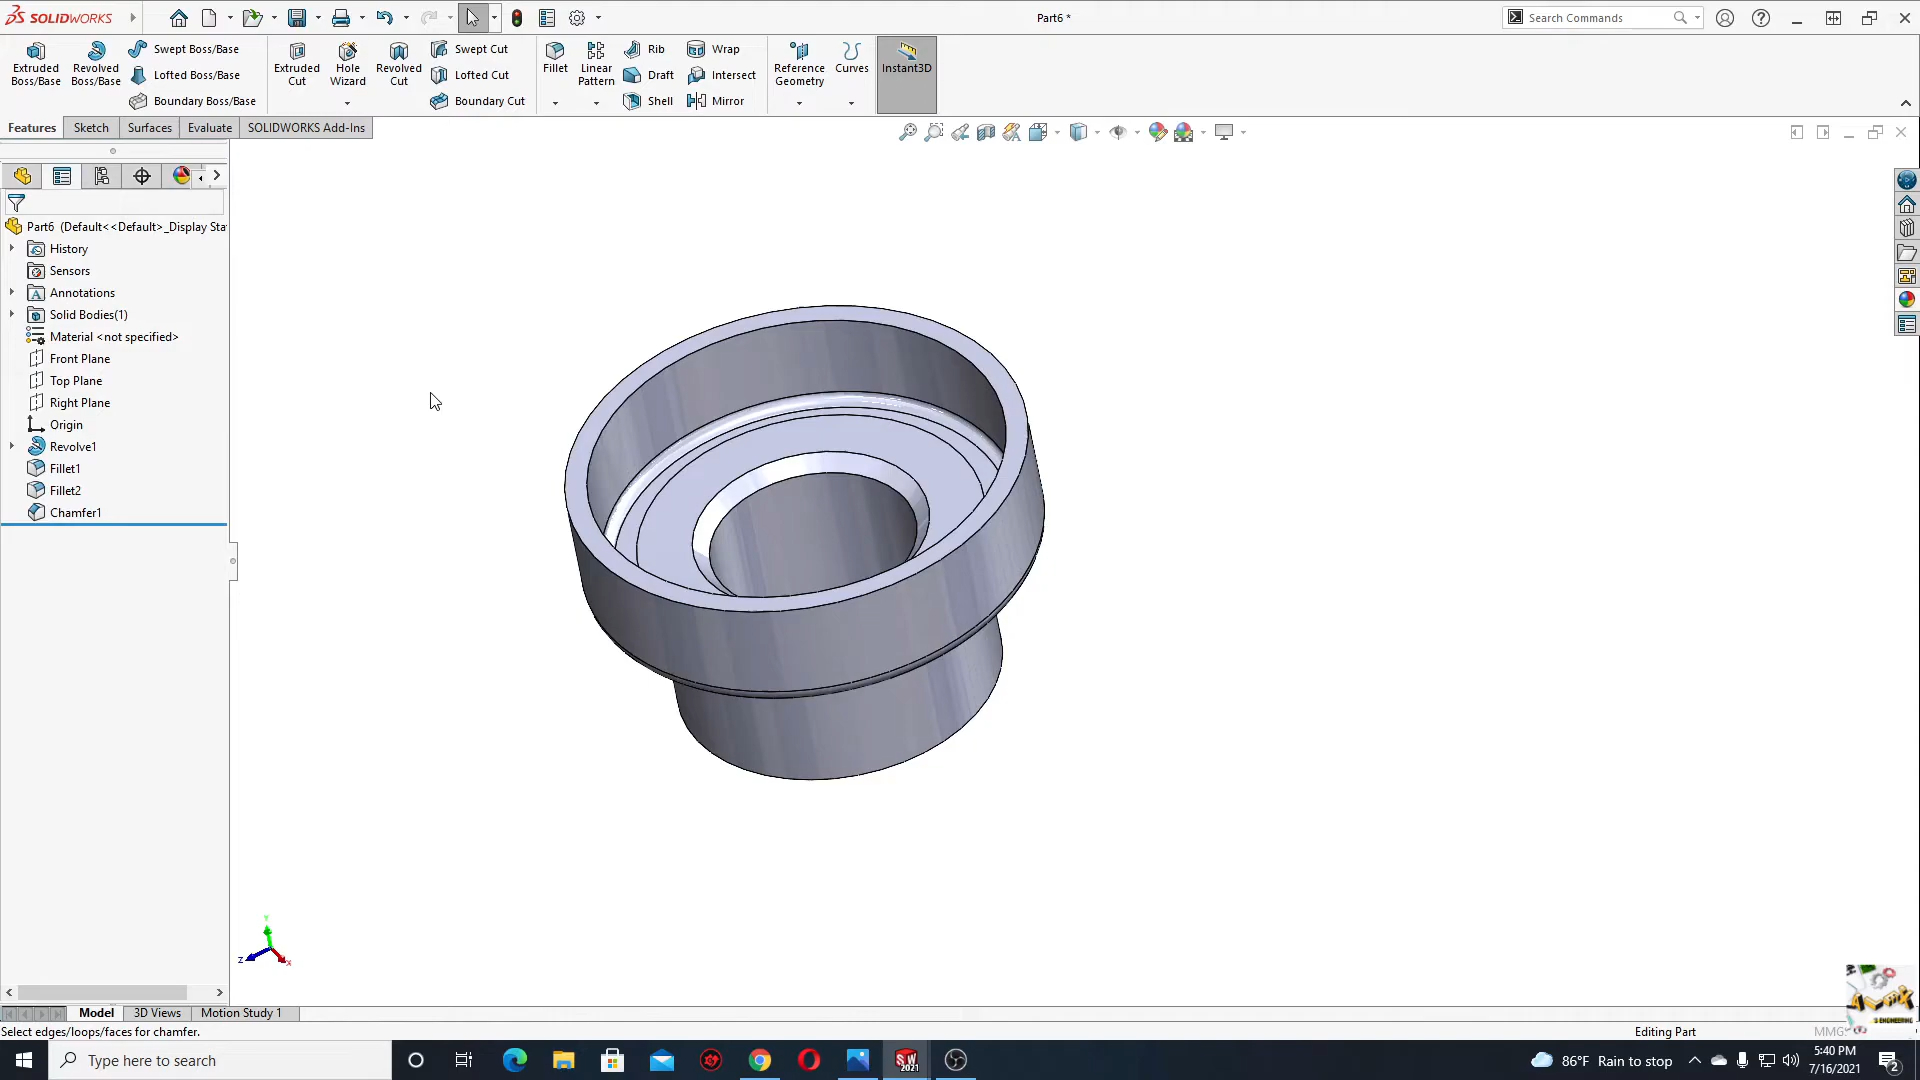 SOLIDWORKS
Part6 *
Search Commands
Extruded Boss/Base
Revolved Boss/Base
Swept Boss/Base
Lofted Boss/Base
Boundary Boss/Base
Extruded Cut
Hole Wizard
Revolved Cut
Swept Cut
Lofted Cut
Boundary Cut
Fillet
Linear Pattern
Rib
Draft
Shell
Wrap
Intersect
Mirror
Reference Geometry
Curves
Instant3D
Features
Sketch
Surfaces
Evaluate
SOLIDWORKS Add-Ins
Part6 (Default<<Default>_Display Sta
History
Sensors
Annotations
Solid Bodies(1)
Material <not specified>
Front Plane
Top Plane
Right Plane
Origin
Revolve1
Fillet1
Fillet2
Chamfer1
Y
Z
X
Model
3D Views
Motion Study 1
Select edges/loops/faces for chamfer.
Editing Part
MMG
Type here to search
SW
2021
86°F Rain to stop
5:40 PM
7/16/2021
2